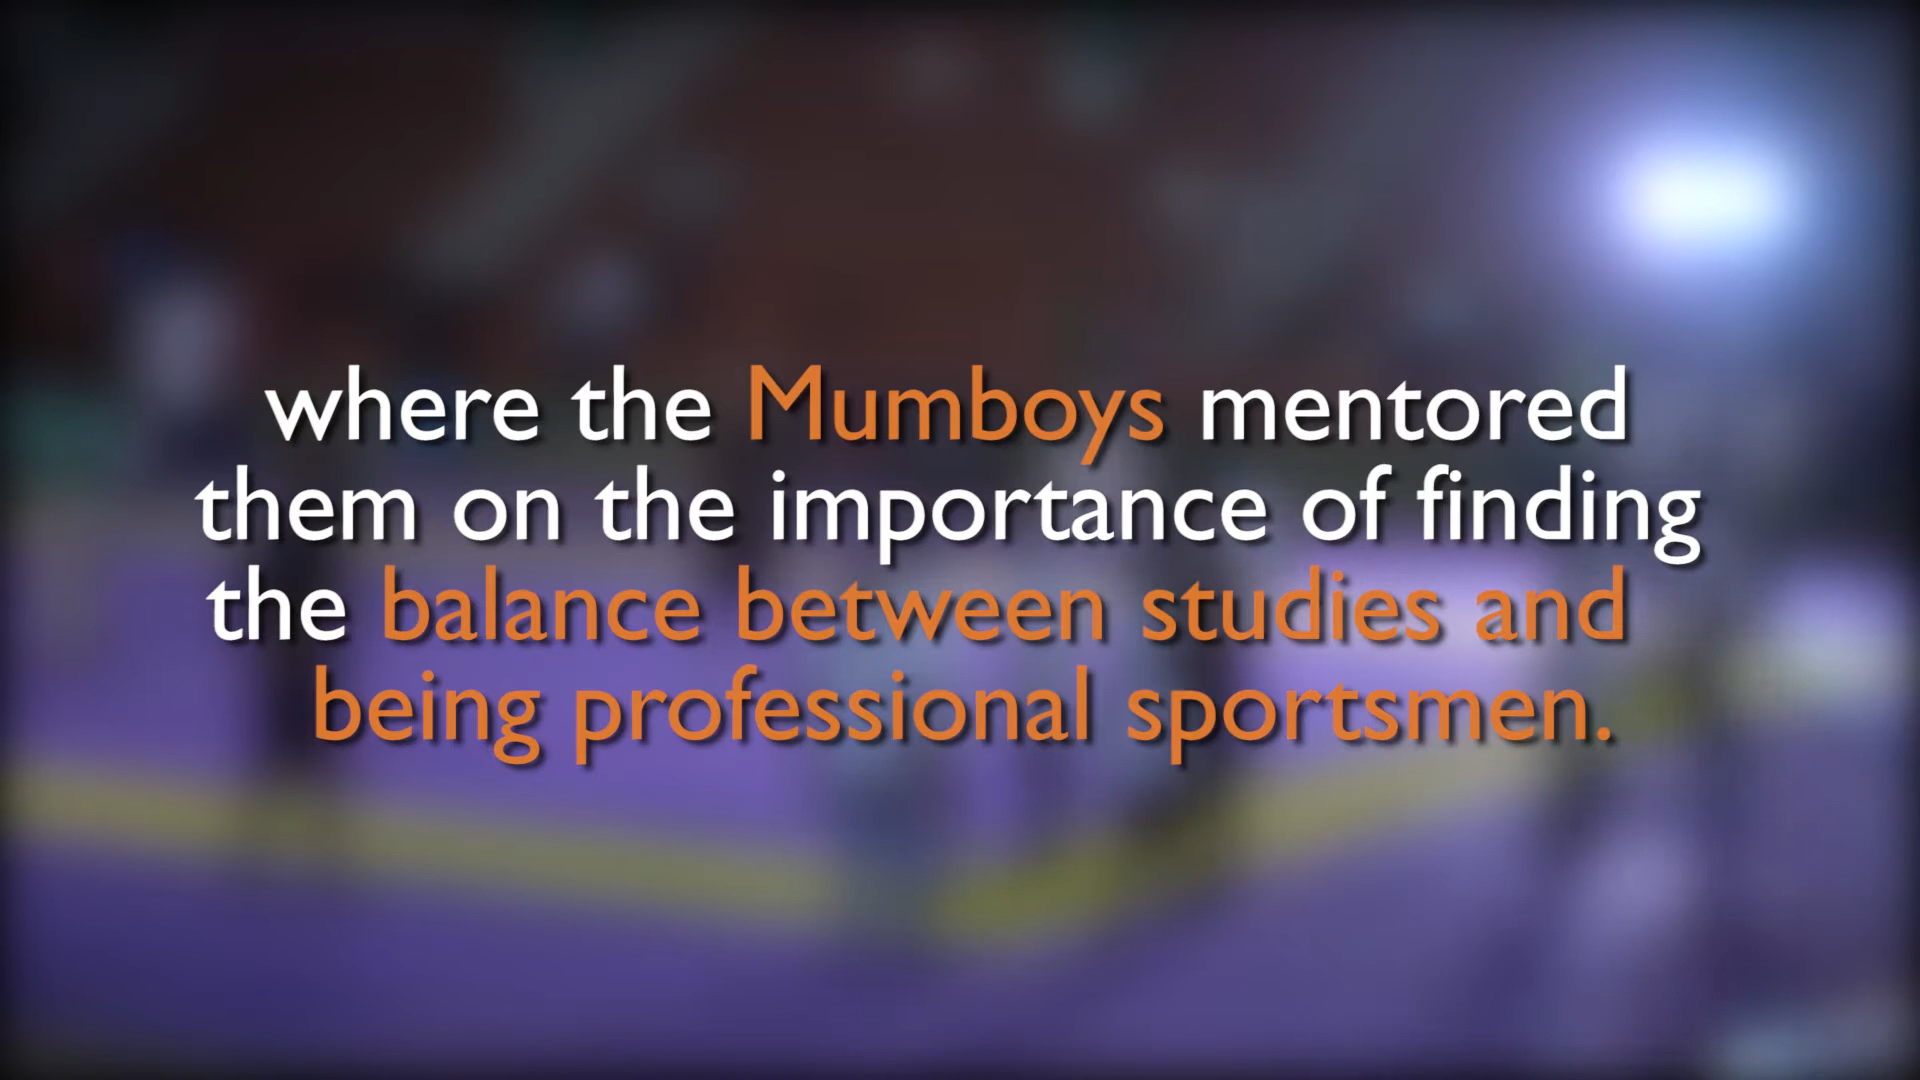 where the Mumboys mentored
them on the importance of finding
the balance between studies and
being professional sportsmen.